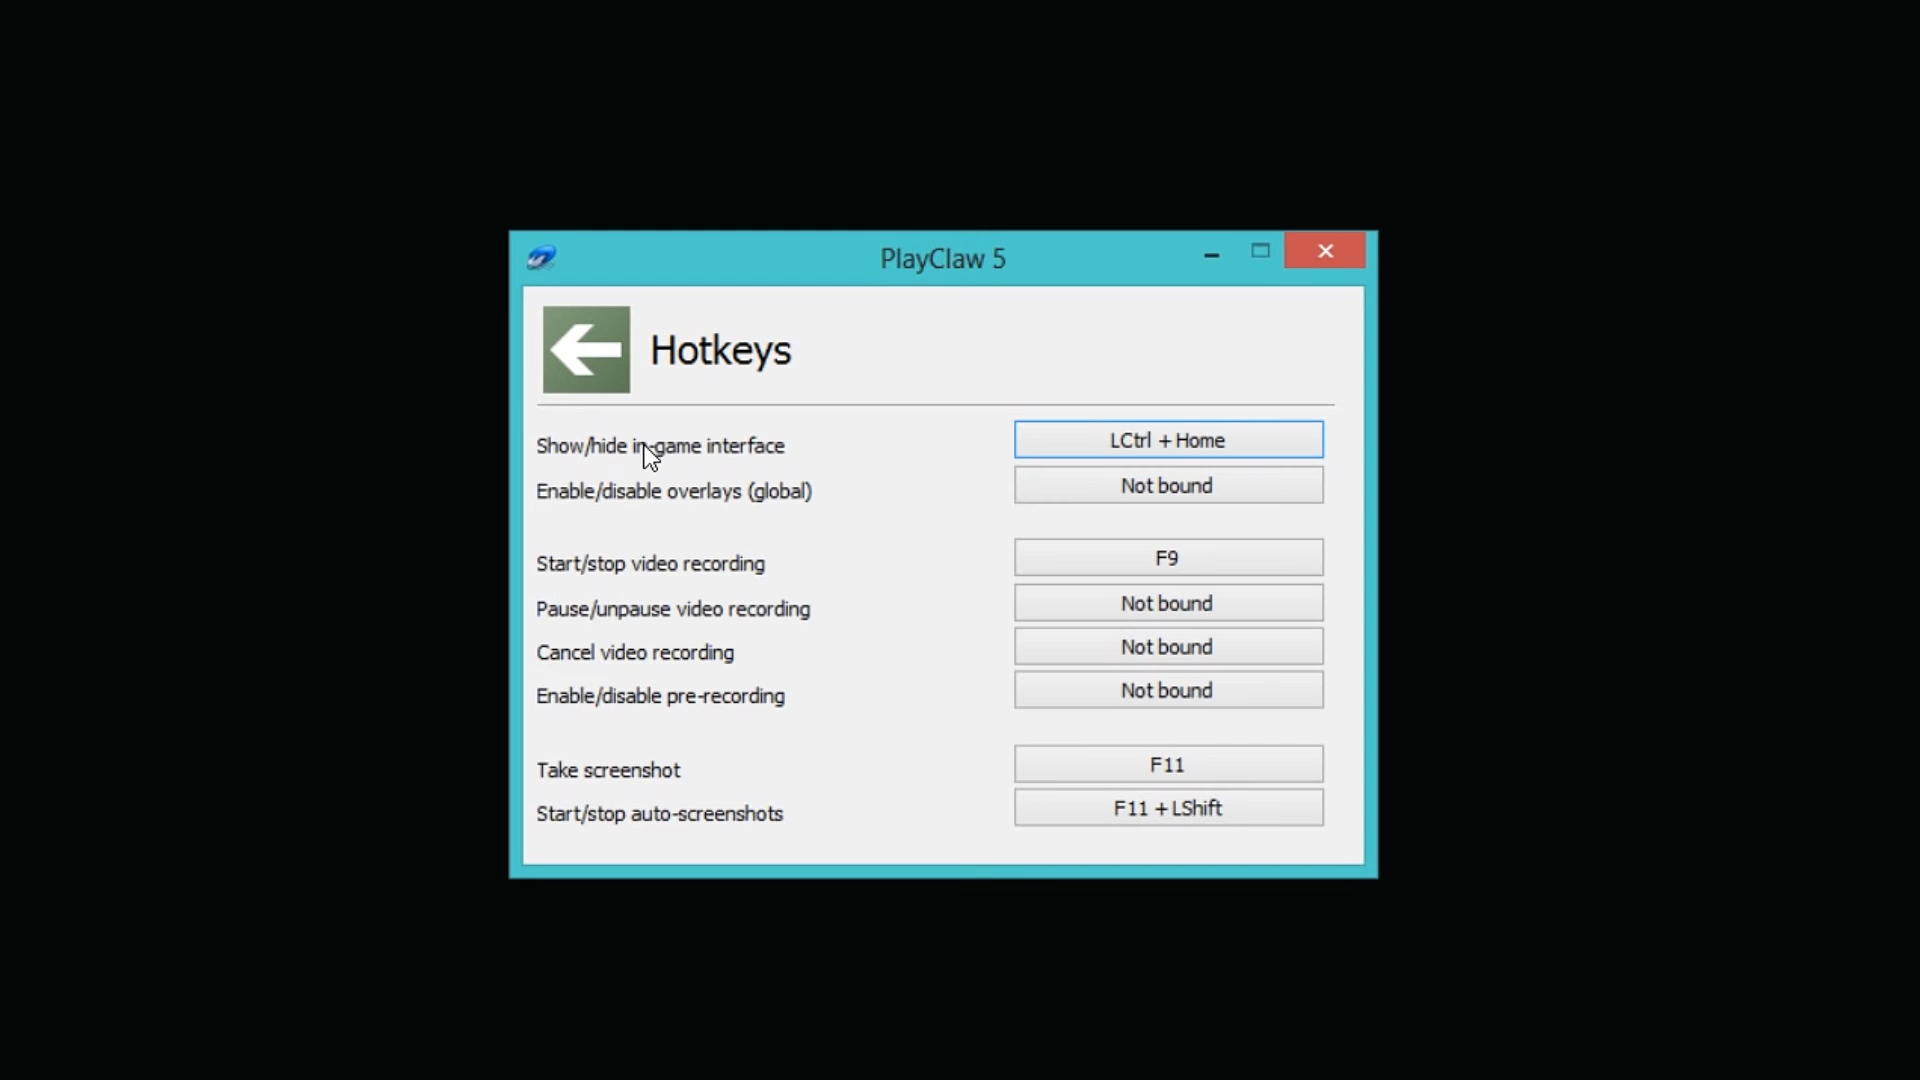 PlayClaw 5
Hotkeys
Show/hide in-game interface LCtrl + Home
Enable/disable overlays (global) Not bound
Start/stop video recording F9
Pause/unpause video recording Not bound
Cancel video recording Not bound
Enable/disable pre-recording Not bound
Take screenshot F11
Start/stop auto-screenshots F11 + LShift